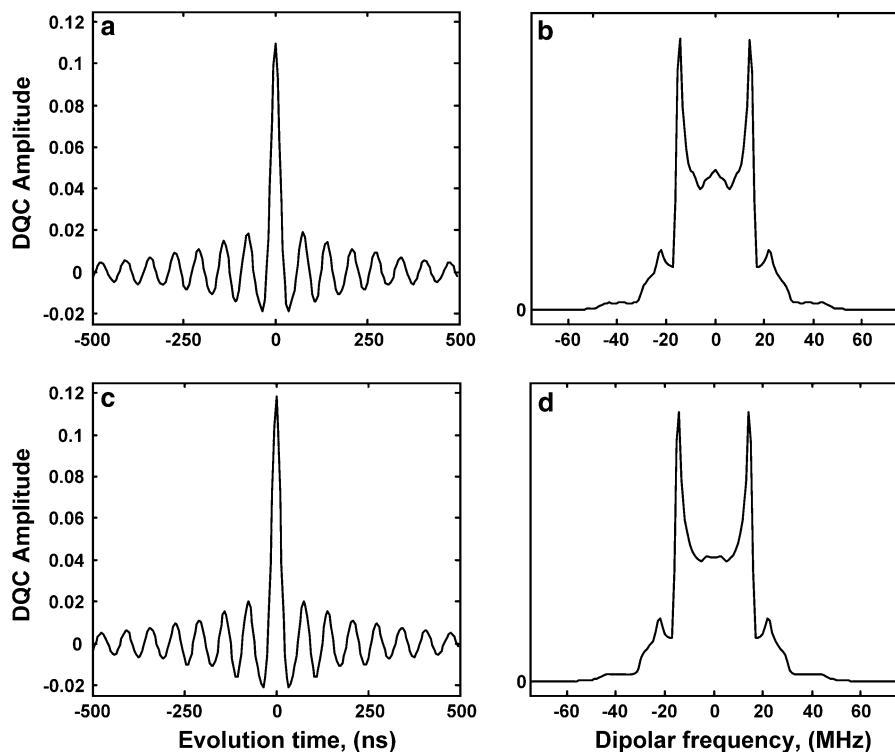 a
0.12
0.1
0.08
0.06
0.04
0.02
0
-0.02
DQC Amplitude
-500 -250 0 250 500
b
0
-60 -40 -20 0 20 40 60
c
0.12
0.1
0.08
0.06
0.04
0.02
0
-0.02
DQC Amplitude
-500 -250 0 250 500
Evolution time, (ns)
d
0
-60 -40 -20 0 20 40 60
Dipolar frequency, (MHz)